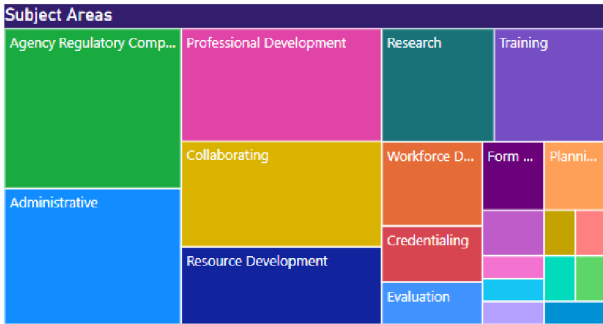 Subject Areas
Agency Regulatory Comp...
Professional Development
Research
Training
Collaborating
Workforce D...
Form ...
Planni...
Administrative
Credentialing
Resource Development
Evaluation